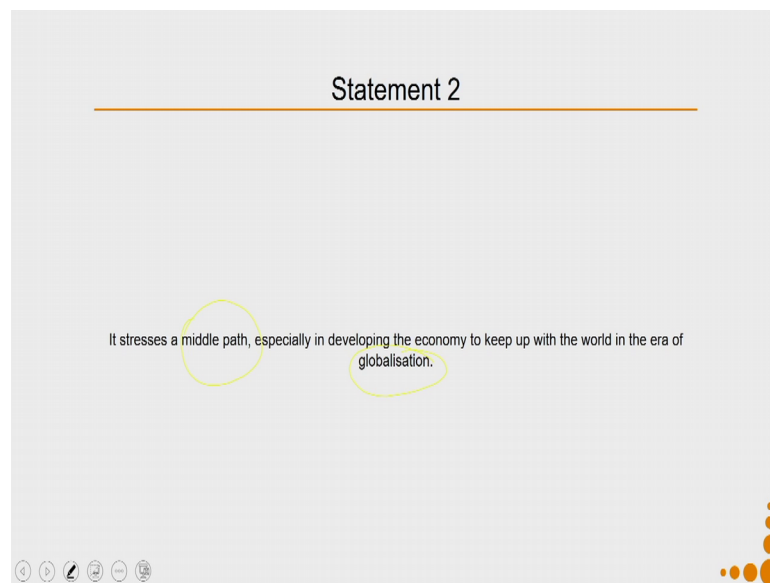 Statement 2
It stresses a middle path, especially in developing the economy to keep up with the world in the era of
globalisation.